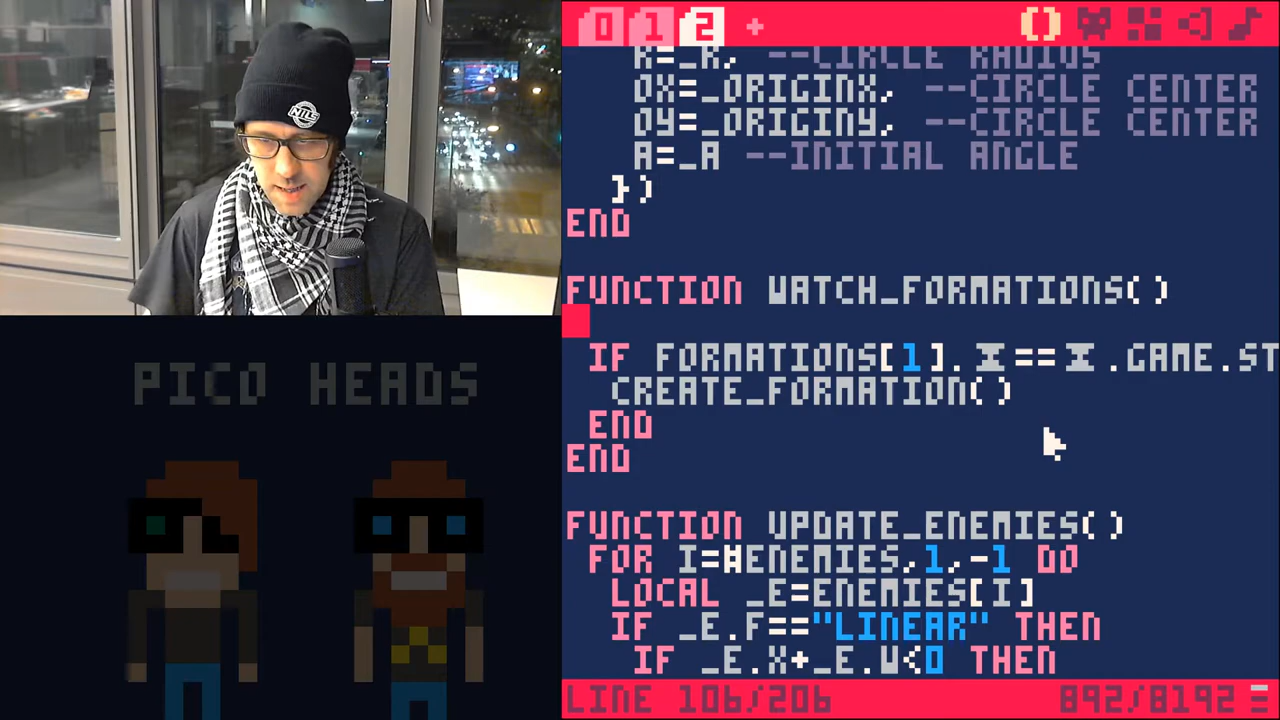 0 1 2 +
R=_R, --CIRCLE RADIUS
OX=_ORIGINX, --CIRCLE CENTER
OY=_ORIGINY, --CIRCLE CENTER
A=_A --INITIAL ANGLE
})
END
FUNCTION WATCH_FORMATIONS()
IF FORMATIONS[1].⧗==⧗.GAME.ST
CREATE_FORMATION()
END
END
FUNCTION UPDATE_ENEMIES()
FOR I=#ENEMIES,1,-1 DO
LOCAL _E=ENEMIES[I]
IF _E.F=="LINEAR" THEN
IF _E.X+_E.W<0 THEN
LINE 106/206 892/8192
PICO HEADS